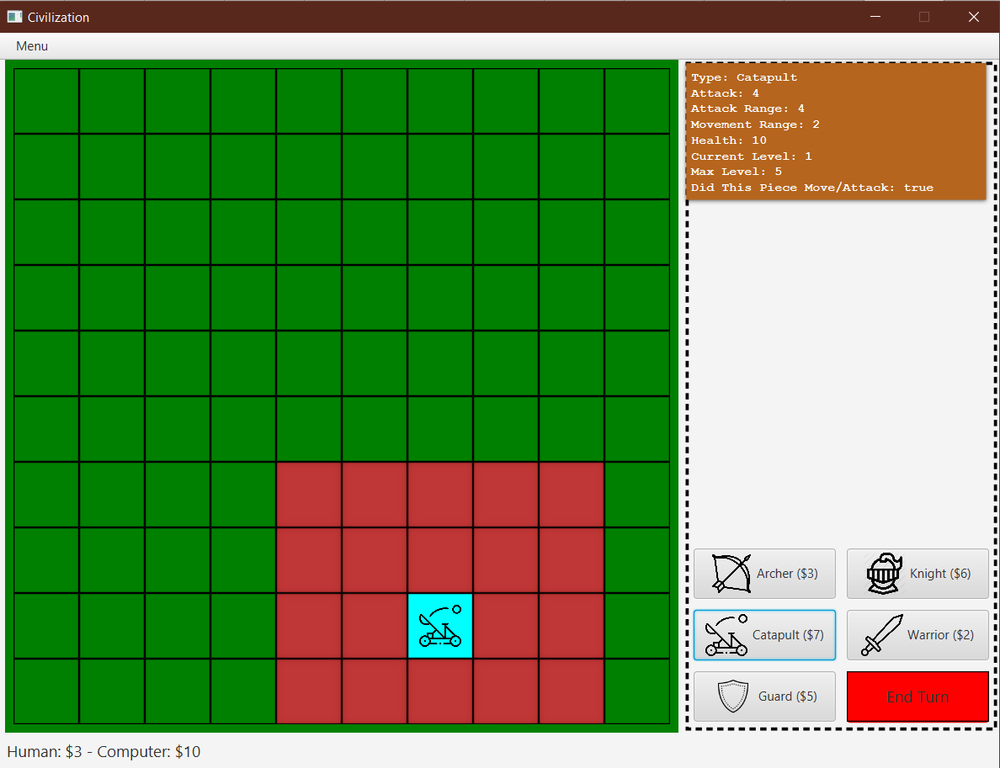 Civilization
Menu
Type: Catapult
Attack: 4
Attack Range: 4
Movement Range: 2
Health: 10
Current Level: 1
Max Level: 5
Did This Piece Move/Attack: true
Archer ($3)
Knight ($6)
Catapult ($7)
Warrior ($2)
Guard ($5)
End Turn
Human: $3 - Computer: $10